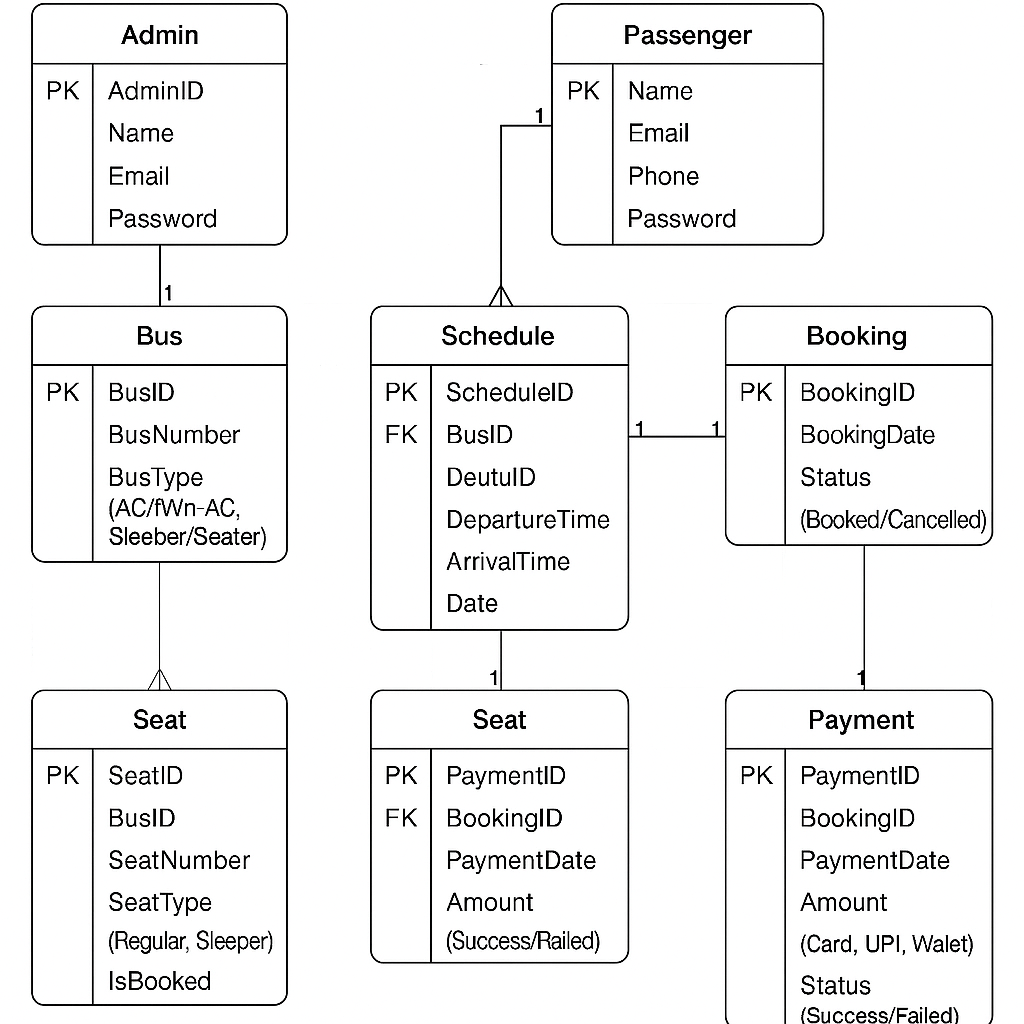 Admin
PK AdminID
Name
Email
Password
Passenger
PK Name
Email
Phone
Password
1
1
Bus
PK BusID
BusNumber
BusType
(AC/fWn-AC,
Sleeber/Seater)
Schedule
PK ScheduleID
FK BusID
DeutuID
DepartureTime
ArrivalTime
Date
1 1
Booking
PK BookingID
BookingDate
Status
(Booked/Cancelled)
1
1
Seat
PK SeatID
BusID
SeatNumber
SeatType
(Regular, Sleeper)
IsBooked
Seat
PK PaymentID
FK BookingID
PaymentDate
Amount
(Success/Railed)
Payment
PK PaymentID
BookingID
PaymentDate
Amount
(Card, UPI, Walet)
Status
(Success/Failed)